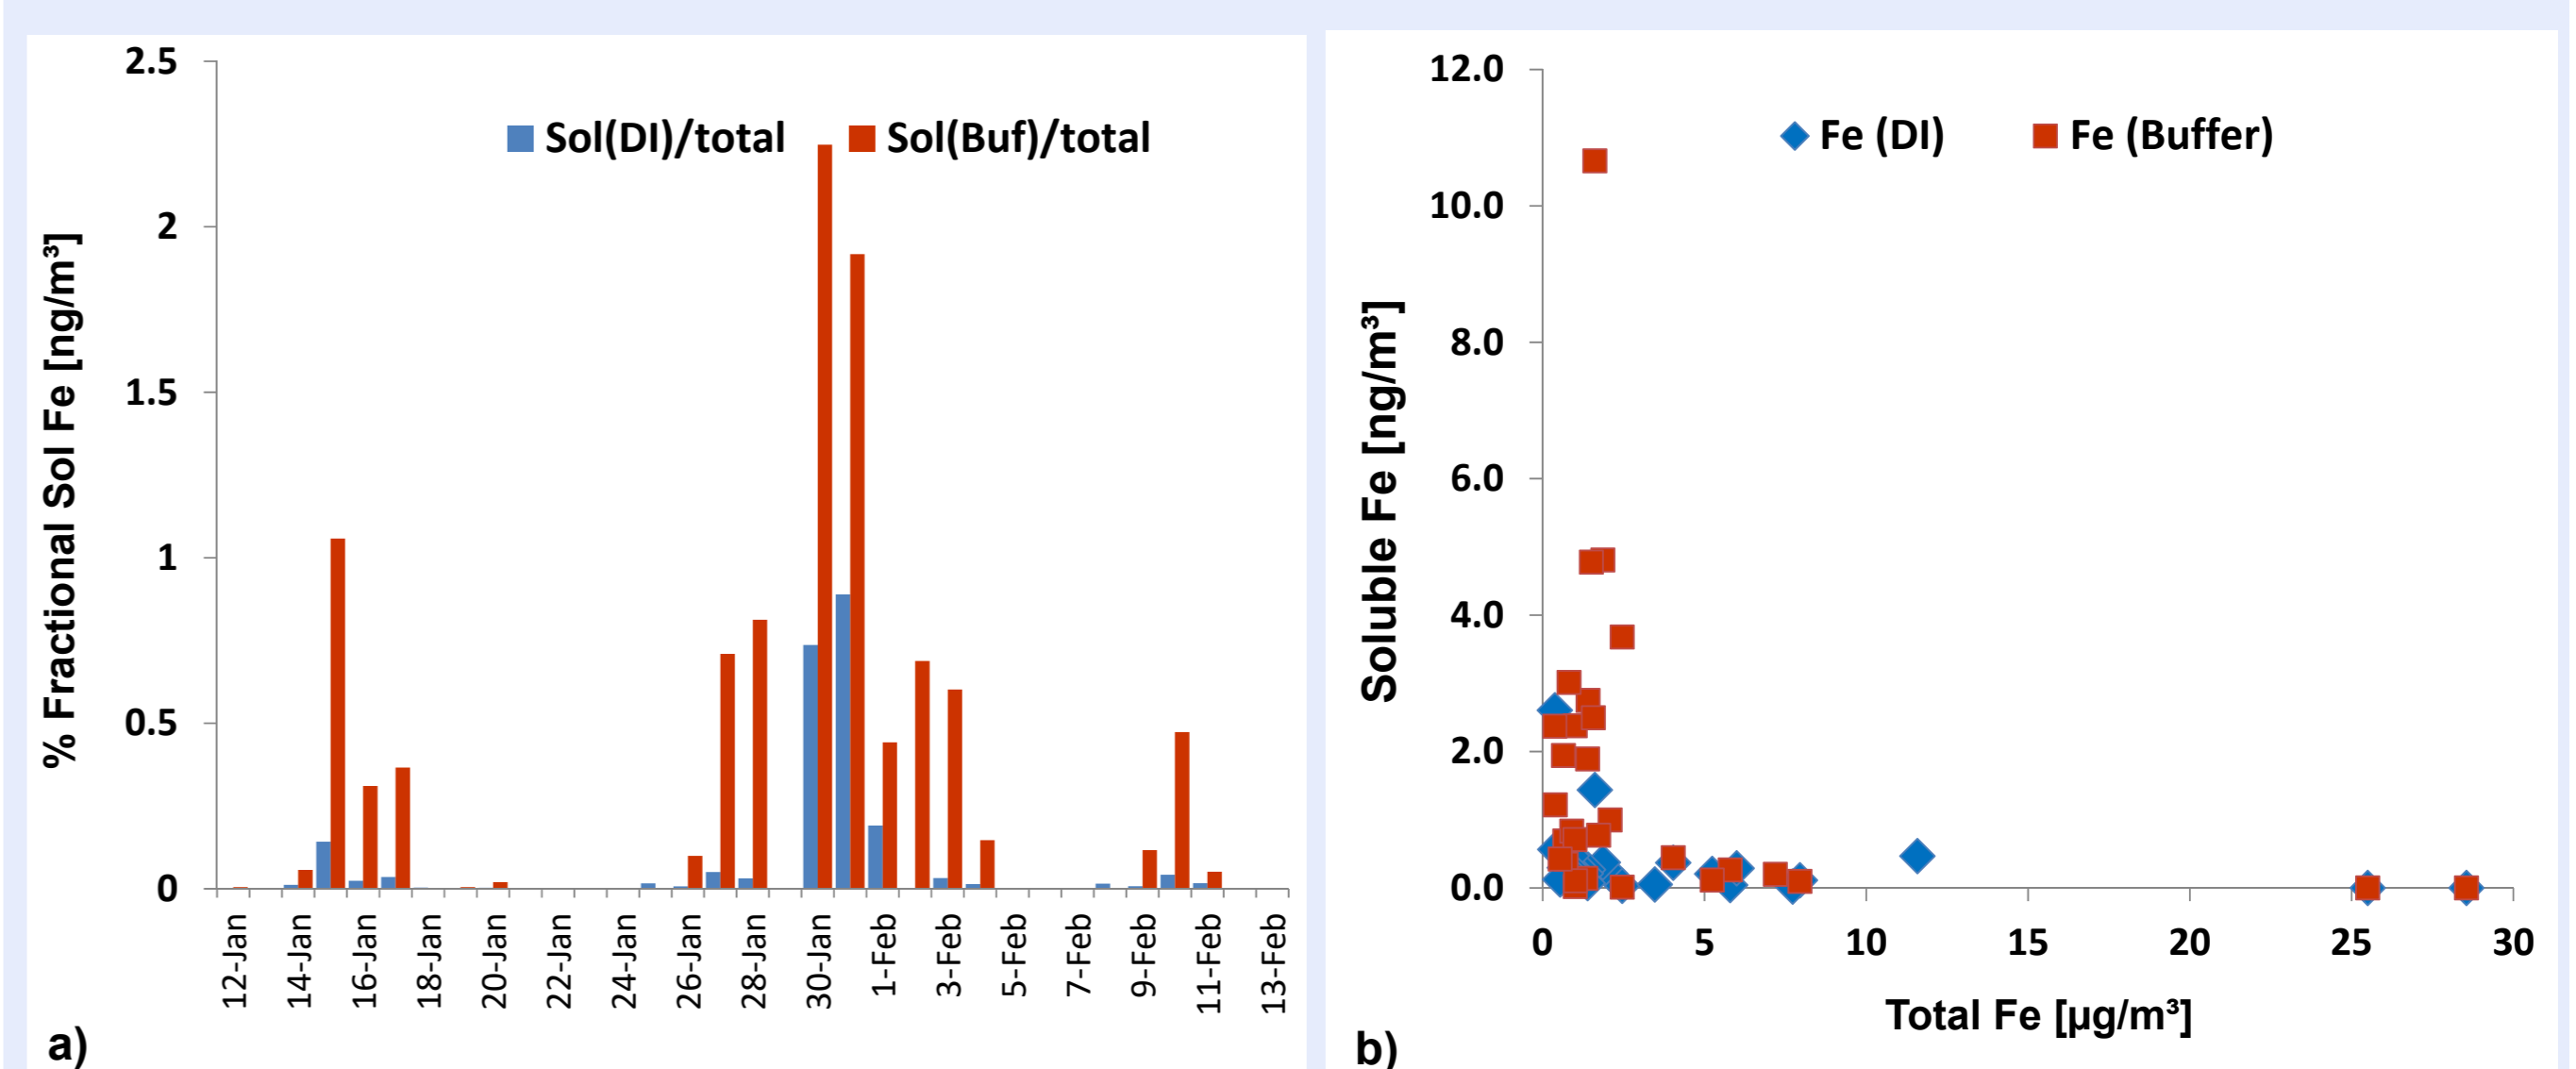 2.5
2
1.5
1
0.5
0
% Fractional Sol Fe [ng/m³]
Sol(DI)/total
Sol(Buf)/total
12-Jan
14-Jan
16-Jan
18-Jan
20-Jan
22-Jan
24-Jan
26-Jan
28-Jan
30-Jan
1-Feb
3-Feb
5-Feb
7-Feb
9-Feb
11-Feb
13-Feb
a)
12.0
10.0
8.0
6.0
4.0
2.0
0.0
Soluble Fe [ng/m³]
Fe (DI)
Fe (Buffer)
0
5
10
15
20
25
30
Total Fe [µg/m³]
b)